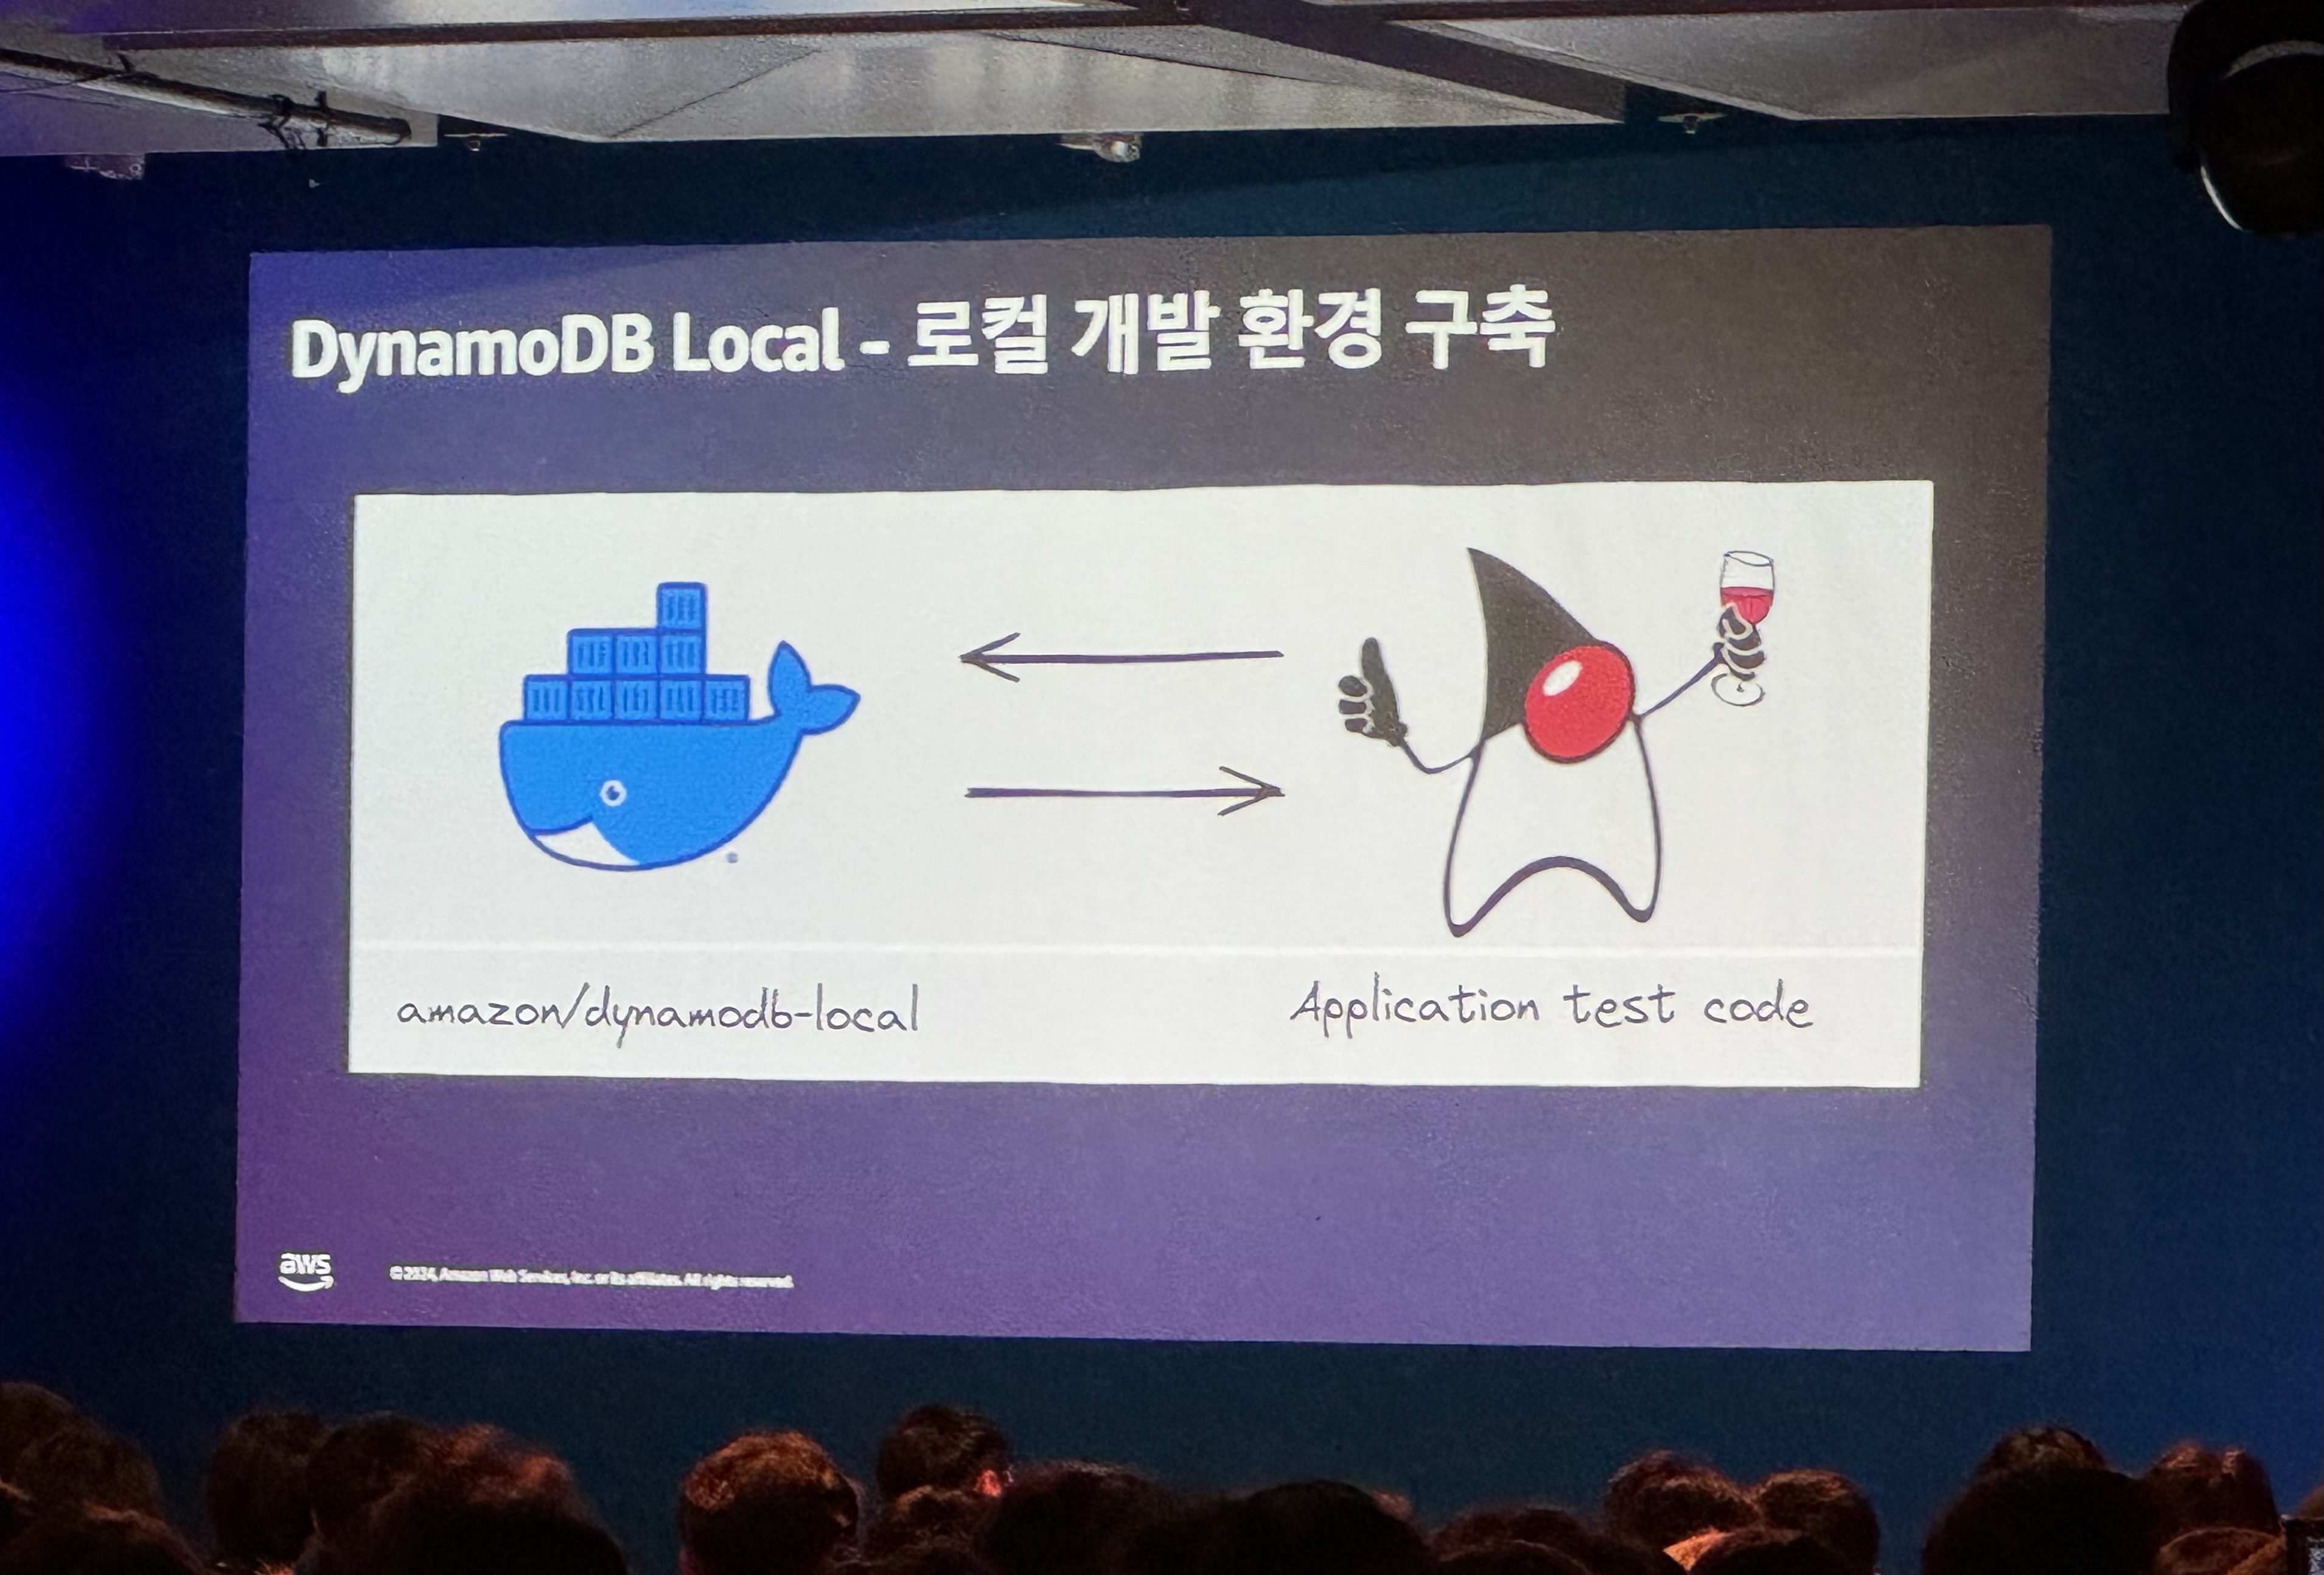 DynamoDB Local - 로컬 개발 환경 구축
amazon/dynamodb-local
Application test code
aws
© 2024, Amazon Web Services, Inc. or its affiliates. All rights reserved.